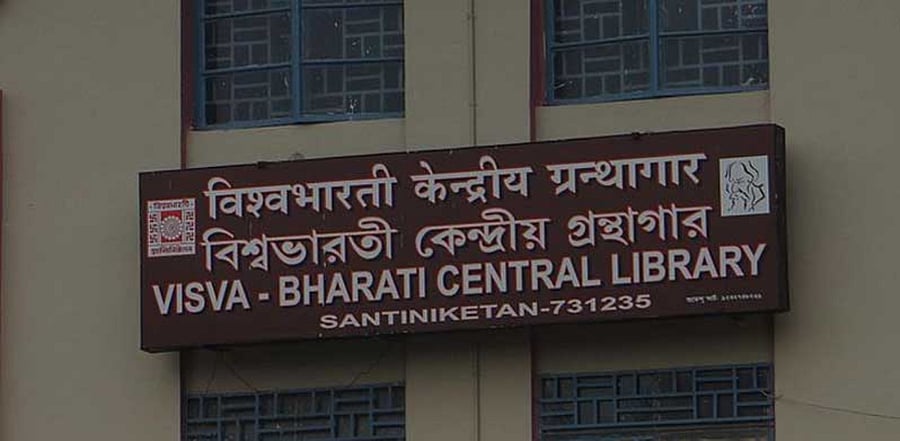 विश्वभारती केन्द्रीय ग्रन्थागार
বিশ্বভারতী কেন্দ্রীয় গ্রন্থাগার
VISVA - BHARATI CENTRAL LIBRARY
SANTINIKETAN-731235